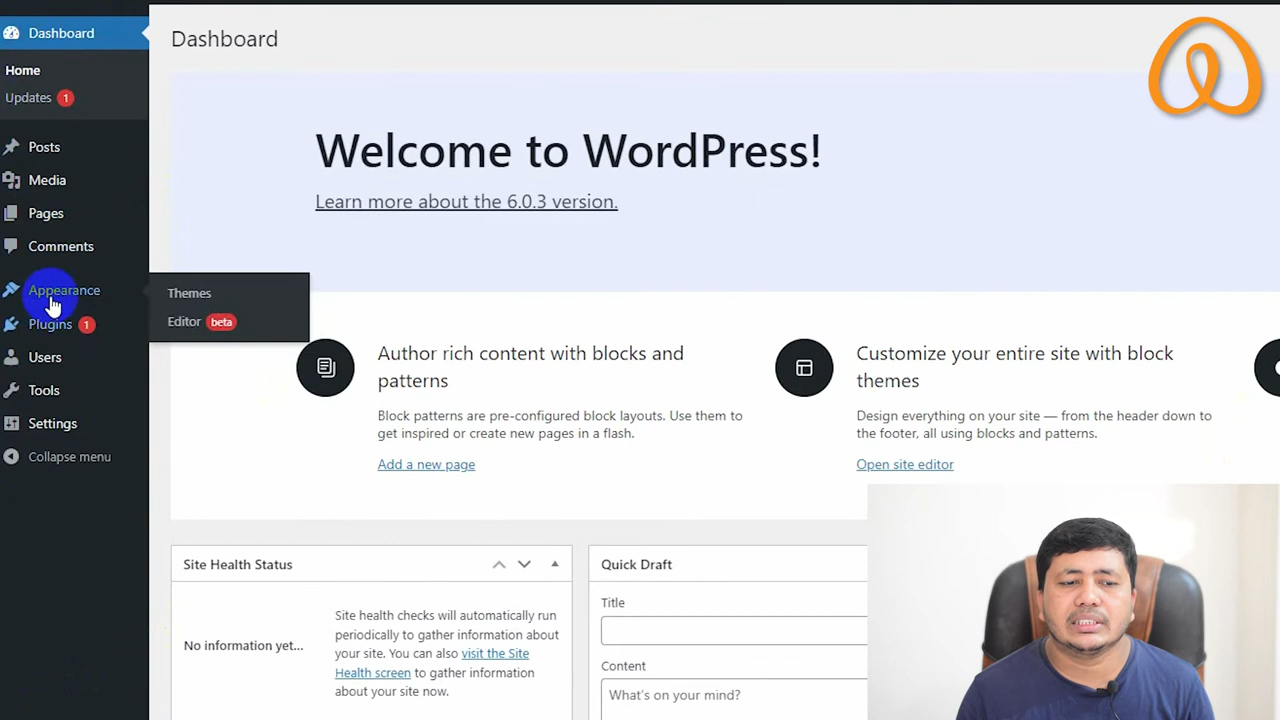 Dashboard
Home
Updates 1
Posts
Media
Pages
Comments
Appearance
Plugins 1
Users
Tools
Settings
Collapse menu
Themes
Editor beta
Dashboard
Welcome to WordPress!
Learn more about the 6.0.3 version.
Author rich content with blocks and
patterns
Block patterns are pre-configured block layouts. Use them to
get inspired or create new pages in a flash.
Add a new page
Customize your entire site with block
themes
Design everything on your site — from the header down to
the footer, all using blocks and patterns.
Open site editor
Site Health Status
No information yet...
Site health checks will automatically run
periodically to gather information about
your site. You can also visit the Site
Health screen to gather information
about your site now.
Quick Draft
Title
Content
What's on your mind?